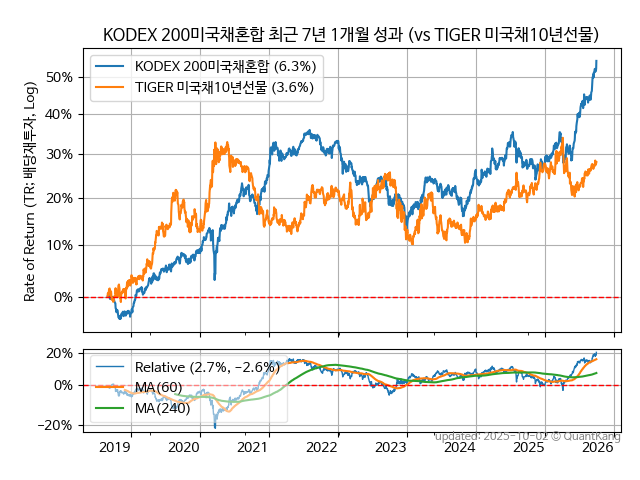 KODEX 200미국채혼합 최근 7년 1개월 성과 (vs TIGER 미국채10년선물)
Rate of Return (TR: 배당재투자, Log)
50%
40%
30%
20%
10%
0%
KODEX 200미국채혼합 (6.3%)
TIGER 미국채10년선물 (3.6%)
20%
0%
−20%
Relative (2.7%, −2.6%)
MA(60)
MA(240)
updated: 2025-10-02 © QuantKang
2019 2020 2021 2022 2023 2024 2025 2026